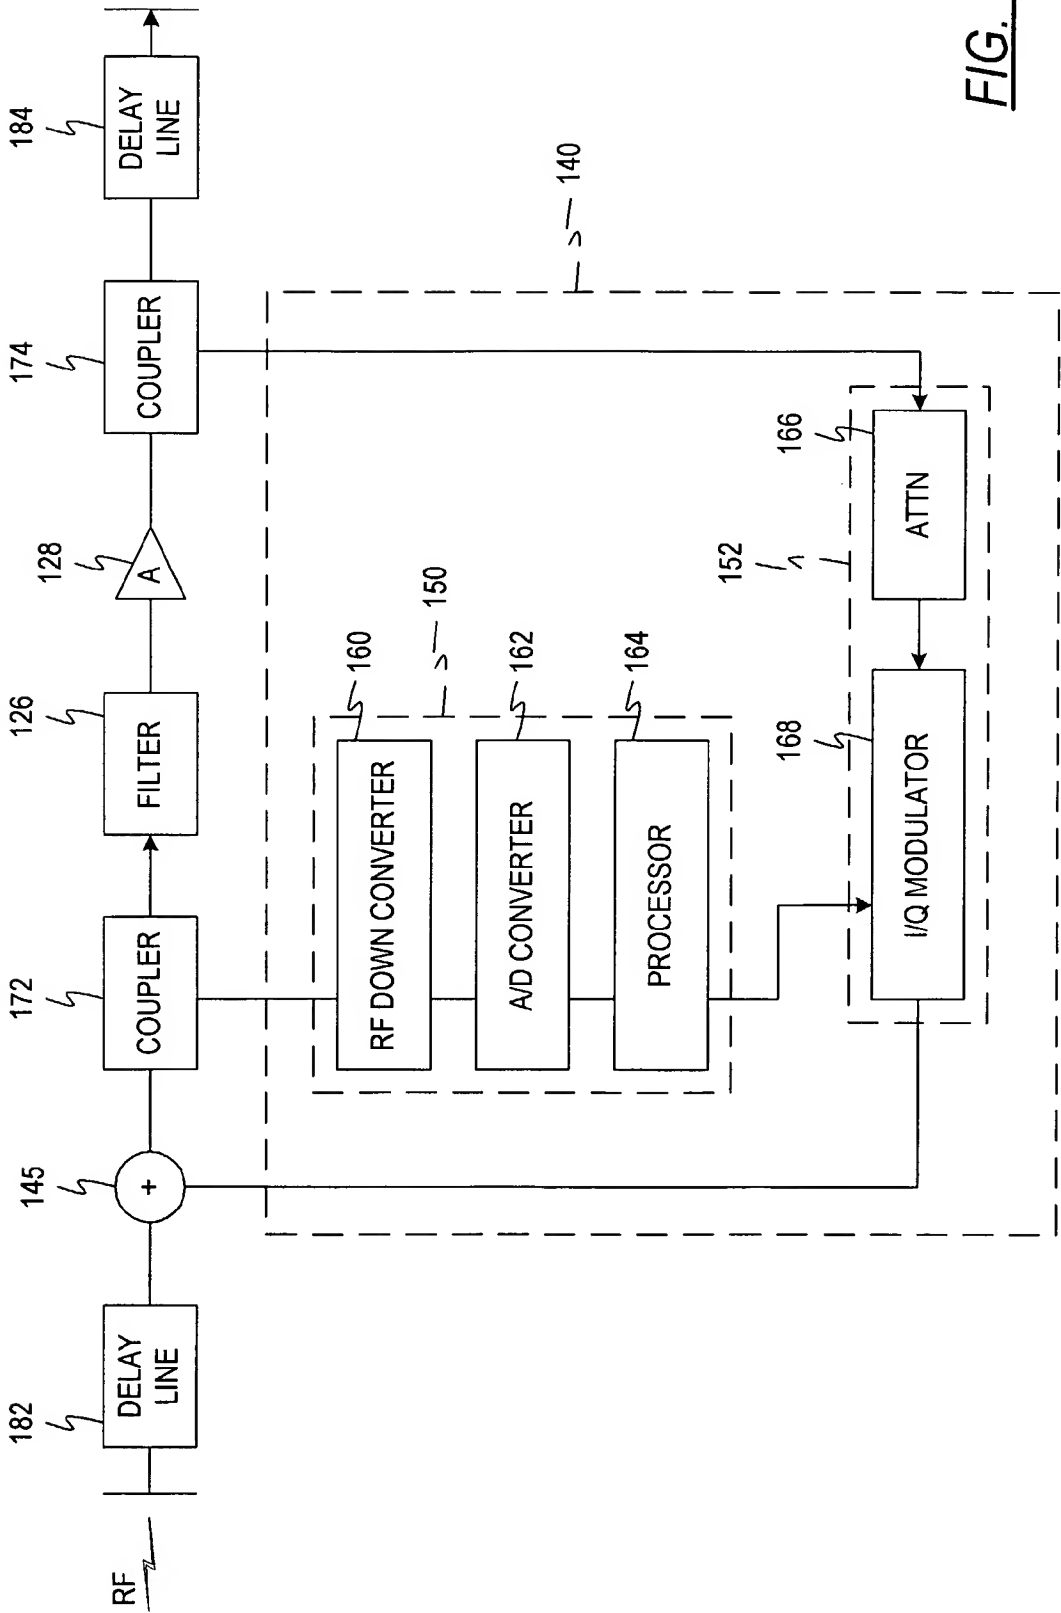 RF
182
DELAY
LINE
145
+
172
COUPLER
126
FILTER
128
A
174
COUPLER
184
DELAY
LINE
140
150
160
RF DOWN CONVERTER
162
A/D CONVERTER
164
PROCESSOR
152
168
I/Q MODULATOR
166
ATTN
FIG.